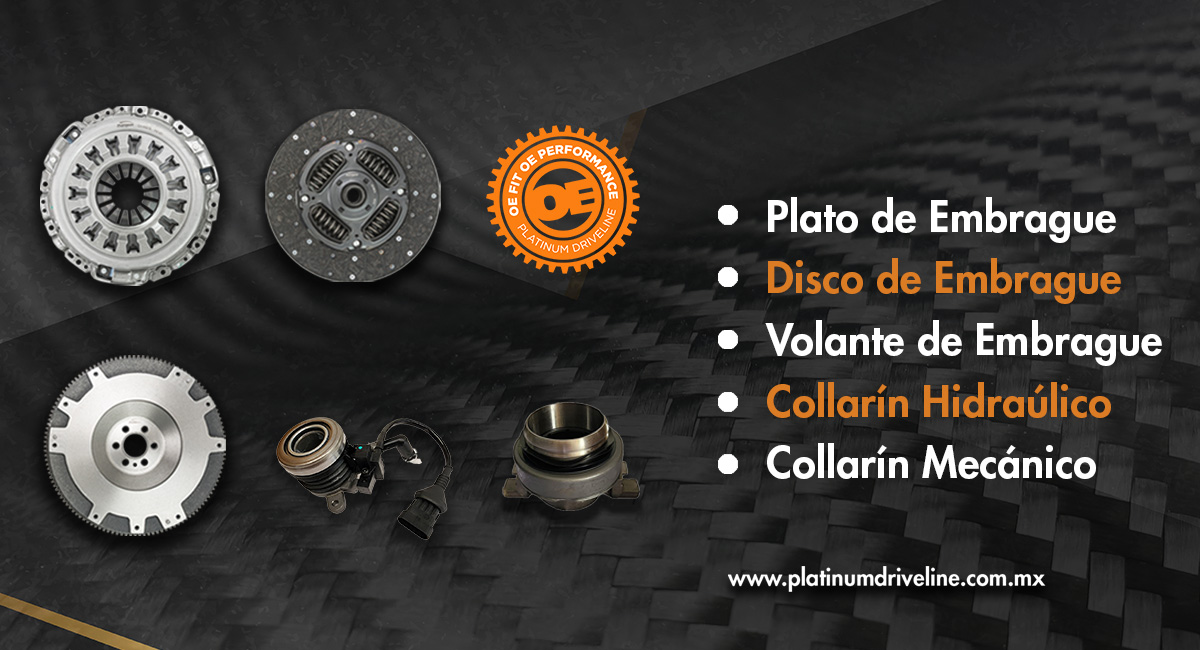 OE FIT OE PERFORMANCE
OE
PLATINUM DRIVELINE
Plato de Embrague
Disco de Embrague
Volante de Embrague
Collarín Hidraúlico
Collarín Mecánico
www.platinumdriveline.com.mx